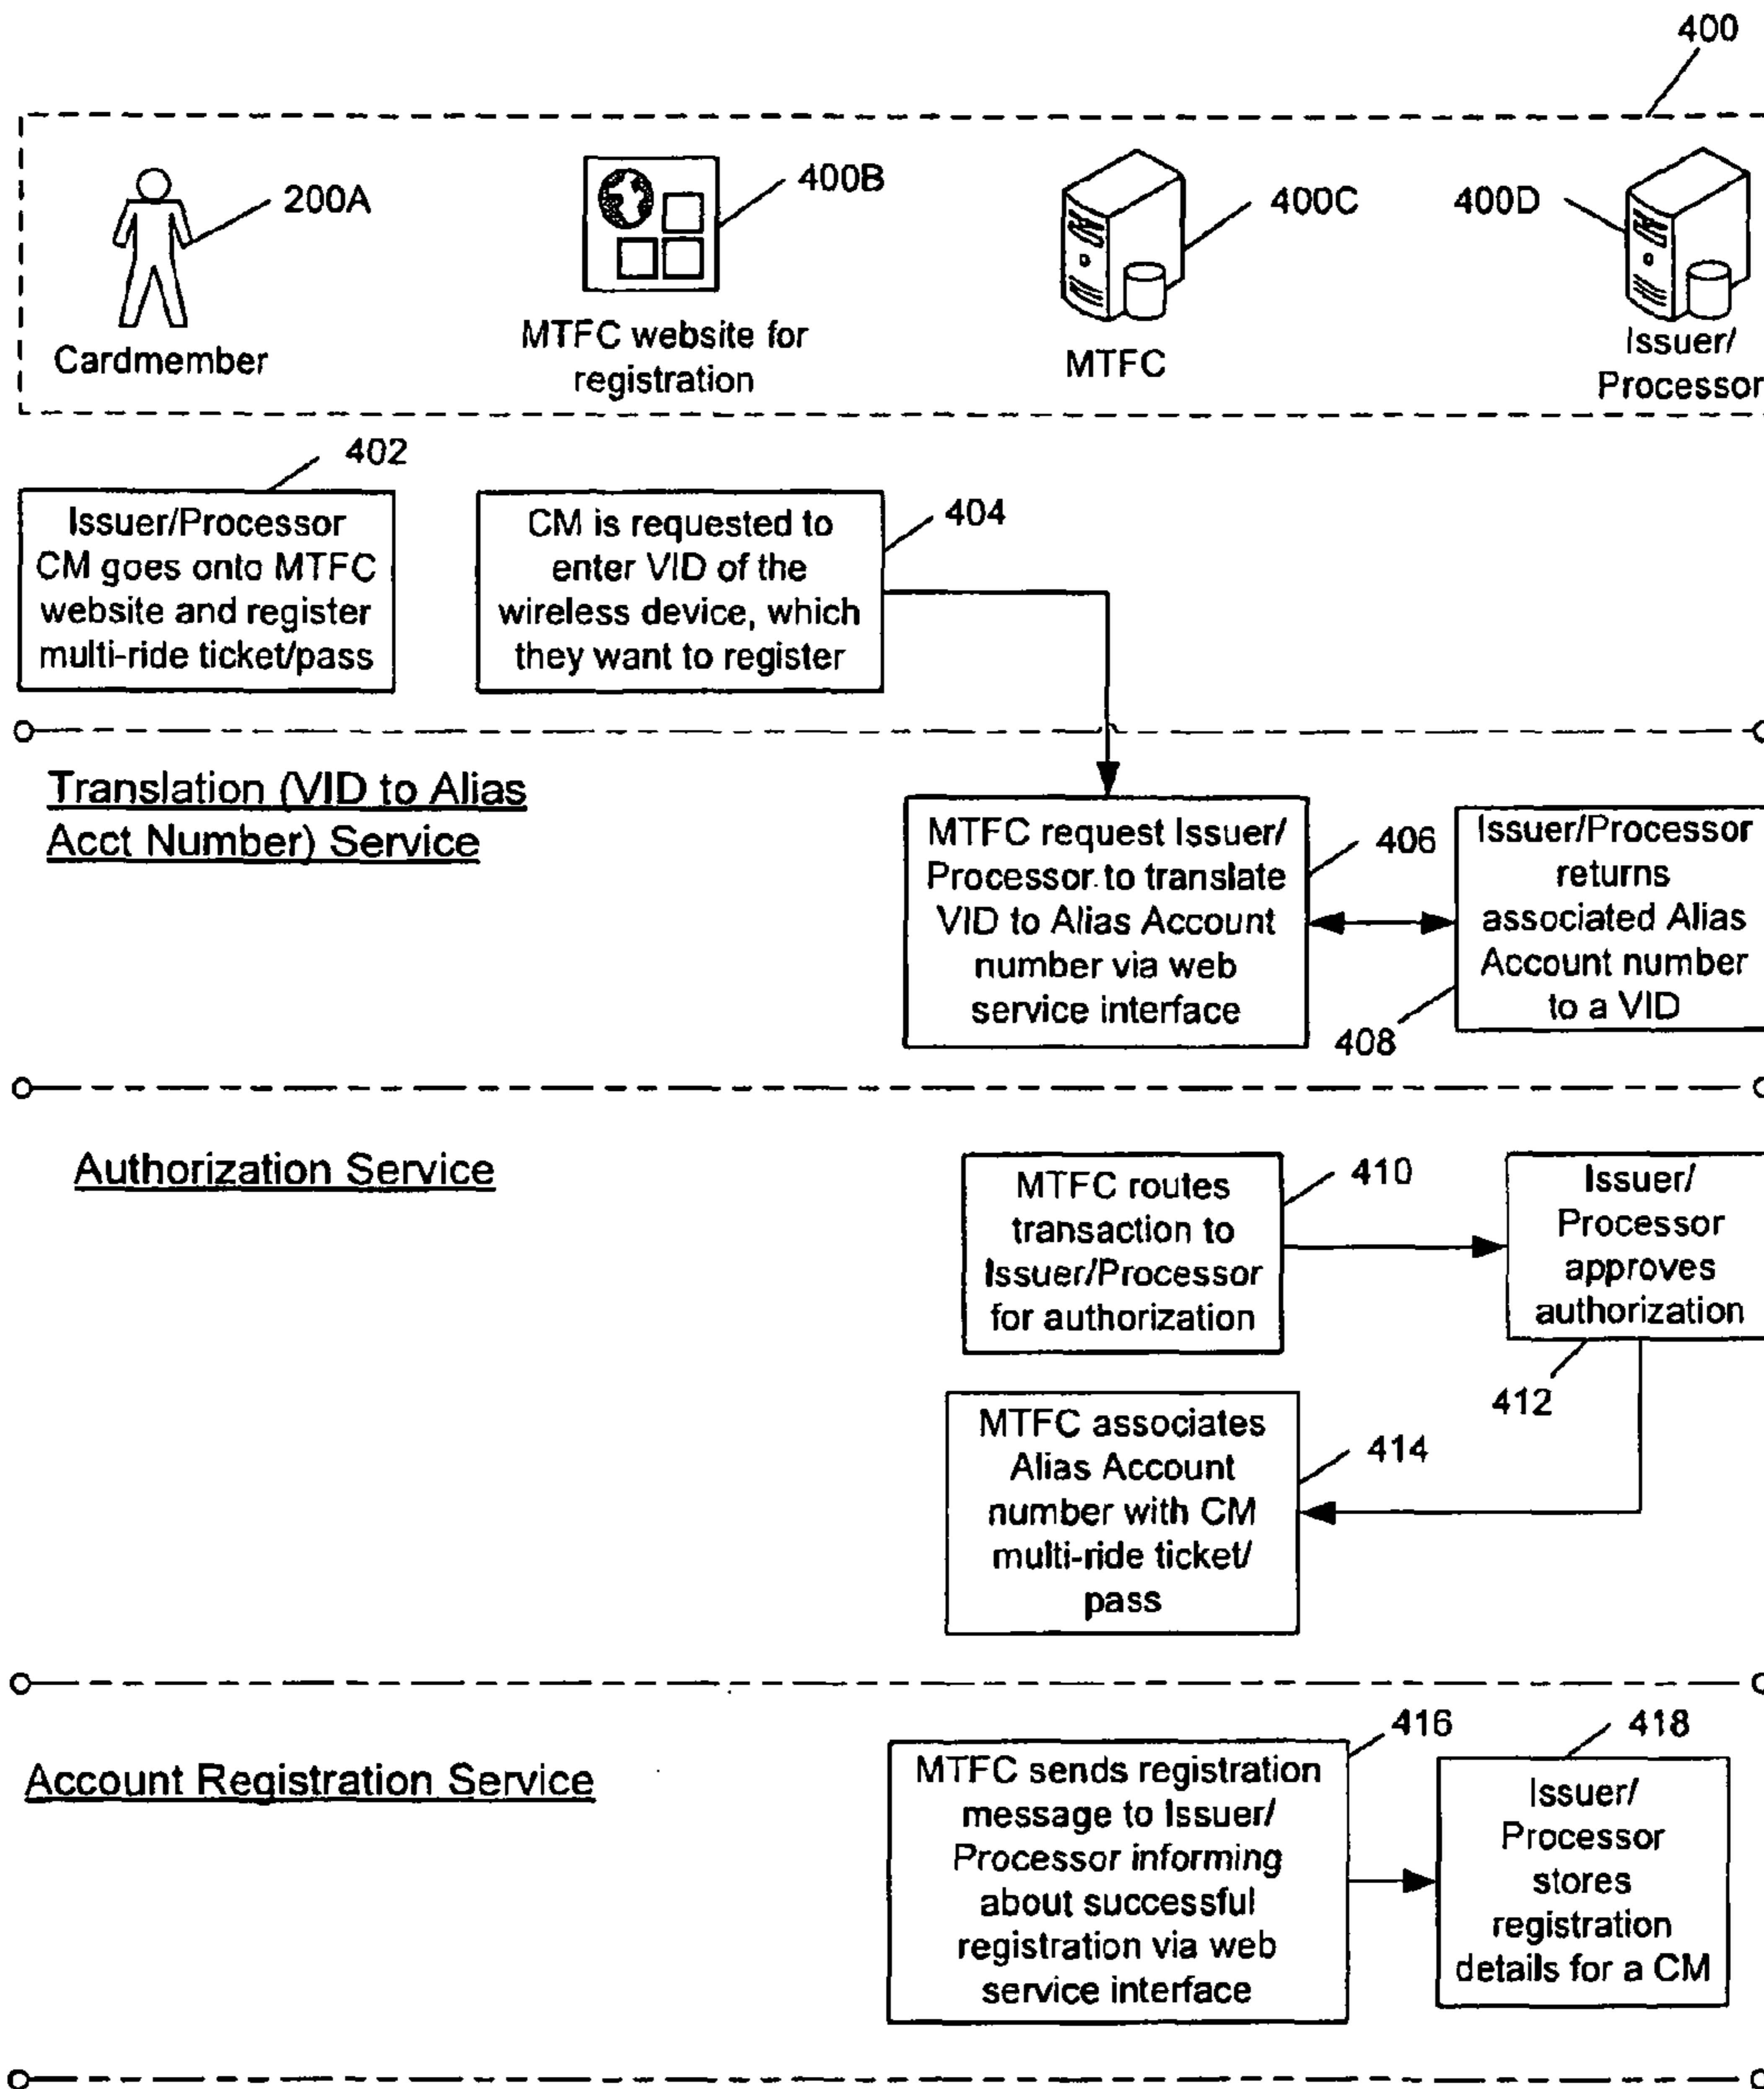 400
200A
400B
400C
400D
Cardmember
MTFC website for
registration
MTFC
Issuer/
Processor
402
Issuer/Processor
CM goes onto MTFC
website and register
multi-ride ticket/pass
404
CM is requested to
enter VID of the
wireless device, which
they want to register
Translation (VID to Alias
Acct Number) Service
406
MTFC request Issuer/
Processor to translate
VID to Alias Account
number via web
service interface
Issuer/Processor
returns
associated Alias
Account number
to a VID
408
Authorization Service
410
MTFC routes
transaction to
Issuer/Processor
for authorization
Issuer/
Processor
approves
authorization
412
414
MTFC associates
Alias Account
number with CM
multi-ride ticket/
pass
Account Registration Service
416
MTFC sends registration
message to Issuer/
Processor informing
about successful
registration via web
service interface
418
Issuer/
Processor
stores
registration
details for a CM